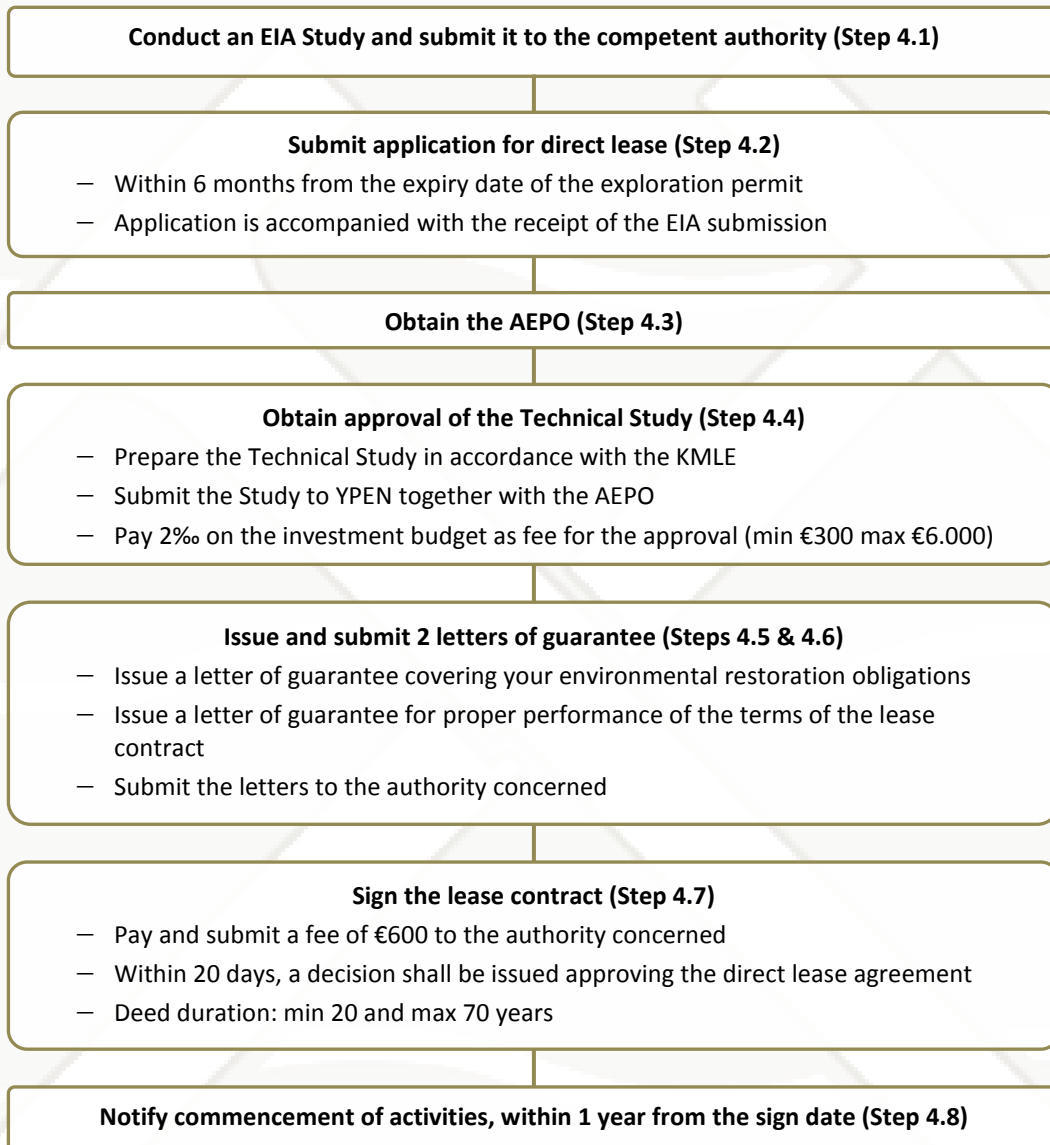 Conduct an EIA Study and submit it to the competent authority (Step 4.1)
Submit application for direct lease (Step 4.2)
— Within 6 months from the expiry date of the exploration permit
— Application is accompanied with the receipt of the EIA submission
Obtain the AEPO (Step 4.3)
Obtain approval of the Technical Study (Step 4.4)
— Prepare the Technical Study in accordance with the KMLE
— Submit the Study to YPEN together with the AEPO
— Pay 2‰ on the investment budget as fee for the approval (min €300 max €6.000)
Issue and submit 2 letters of guarantee (Steps 4.5 & 4.6)
— Issue a letter of guarantee covering your environmental restoration obligations
— Issue a letter of guarantee for proper performance of the terms of the lease
contract
— Submit the letters to the authority concerned
Sign the lease contract (Step 4.7)
— Pay and submit a fee of €600 to the authority concerned
— Within 20 days, a decision shall be issued approving the direct lease agreement
— Deed duration: min 20 and max 70 years
Notify commencement of activities, within 1 year from the sign date (Step 4.8)